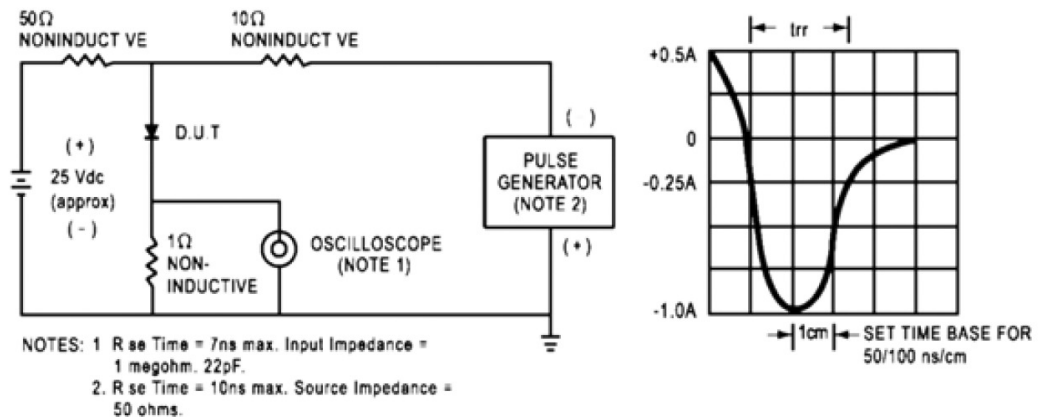 50Ω
NONINDUCT VE
10Ω
NONINDUCT VE
D.U.T
(+)
25 Vdc
(approx)
(-)
1Ω
NON-
INDUCTIVE
OSCILLOSCOPE
(NOTE 1)
(-)
PULSE
GENERATOR
(NOTE 2)
(+)
trr
+0.5A
0
-0.25A
-1.0A
1cm
SET TIME BASE FOR
50/100 ns/cm
NOTES: 1 R se Time = 7ns max. Input Impedance =
1 megohm. 22pF.
2. R se Time = 10ns max. Source Impedance =
50 ohms.